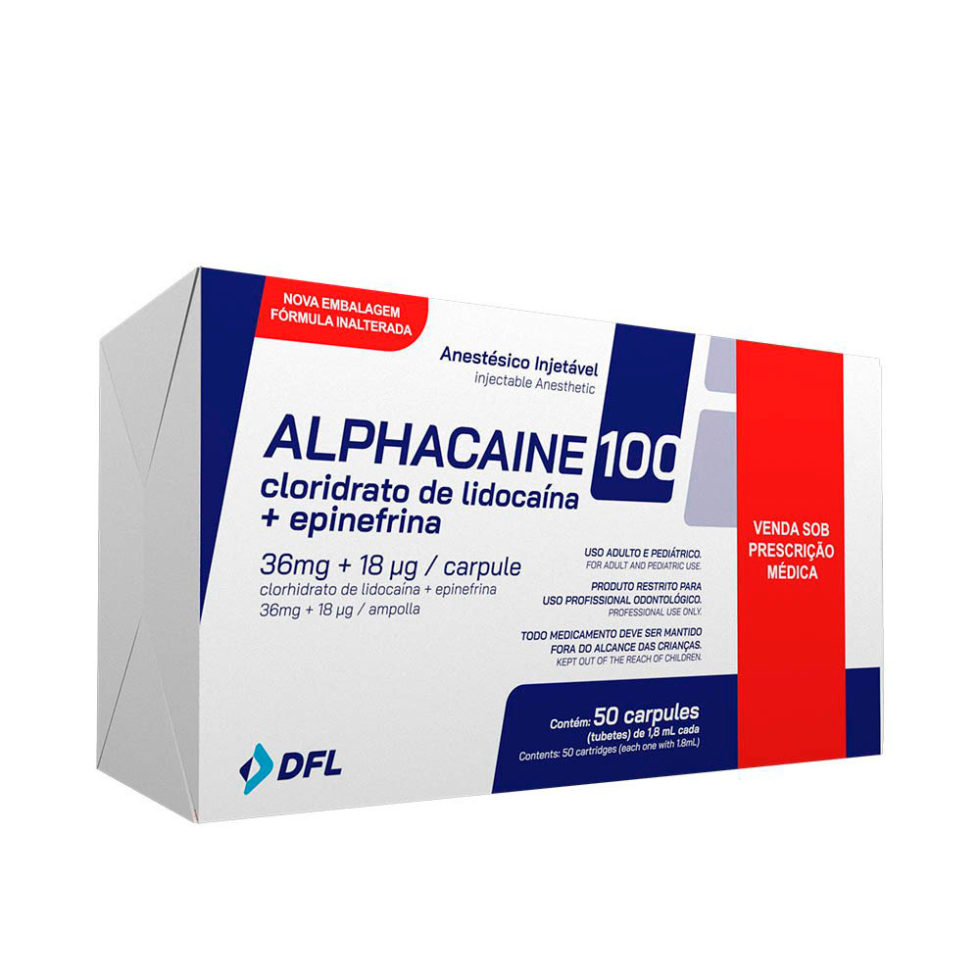 NOVA EMBALAGEM
FÓRMULA INALTERADA
Anestésico Injetável
injectable Anesthetic
ALPHACAINE 100
cloridrato de lidocaína
+ epinefrina
36mg + 18 µg / carpule
clorhidrato de lidocaína + epinefrina
36mg + 18 µg / ampolla
USO ADULTO E PEDIÁTRICO.
FOR ADULT AND PEDIATRIC USE.
PRODUTO RESTRITO PARA
USO PROFISSIONAL ODONTOLÓGICO.
PROFESSIONAL USE ONLY.
TODO MEDICAMENTO DEVE SER MANTIDO
FORA DO ALCANCE DAS CRIANÇAS.
KEPT OUT OF THE REACH OF CHILDREN.
VENDA SOB
PRESCRIÇÃO
MÉDICA
Contém: 50 carpules
(tubetes) de 1,8 mL cada
Contents: 50 cartridges (each one with 1.8mL)
DFL